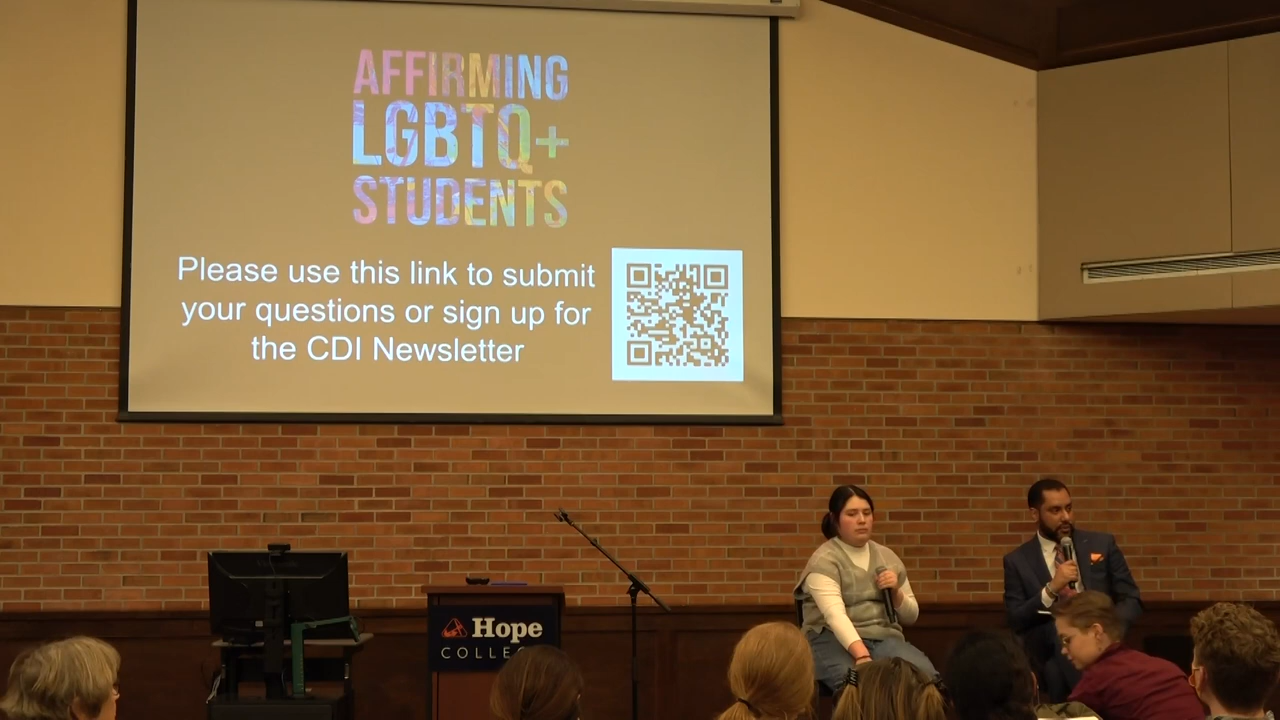 AFFIRMING
LGBTQ+
STUDENTS
Please use this link to submit
your questions or sign up for
the CDI Newsletter
Hope
COLLEGE